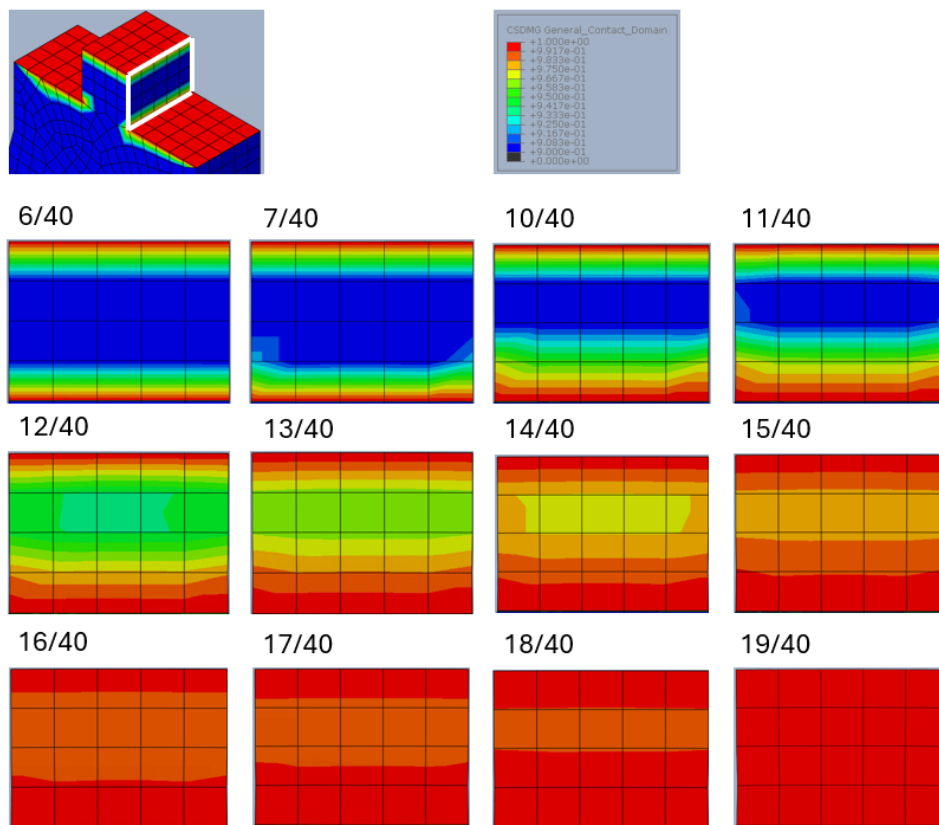 CSDMG General_Contact_Domain
+1.000e+00
+9.917e-01
+9.833e-01
+9.750e-01
+9.667e-01
+9.583e-01
+9.500e-01
+9.417e-01
+9.333e-01
+9.250e-01
+9.167e-01
+9.083e-01
+9.000e-01
+0.000e+00
6/40
7/40
10/40
11/40
12/40
13/40
14/40
15/40
16/40
17/40
18/40
19/40